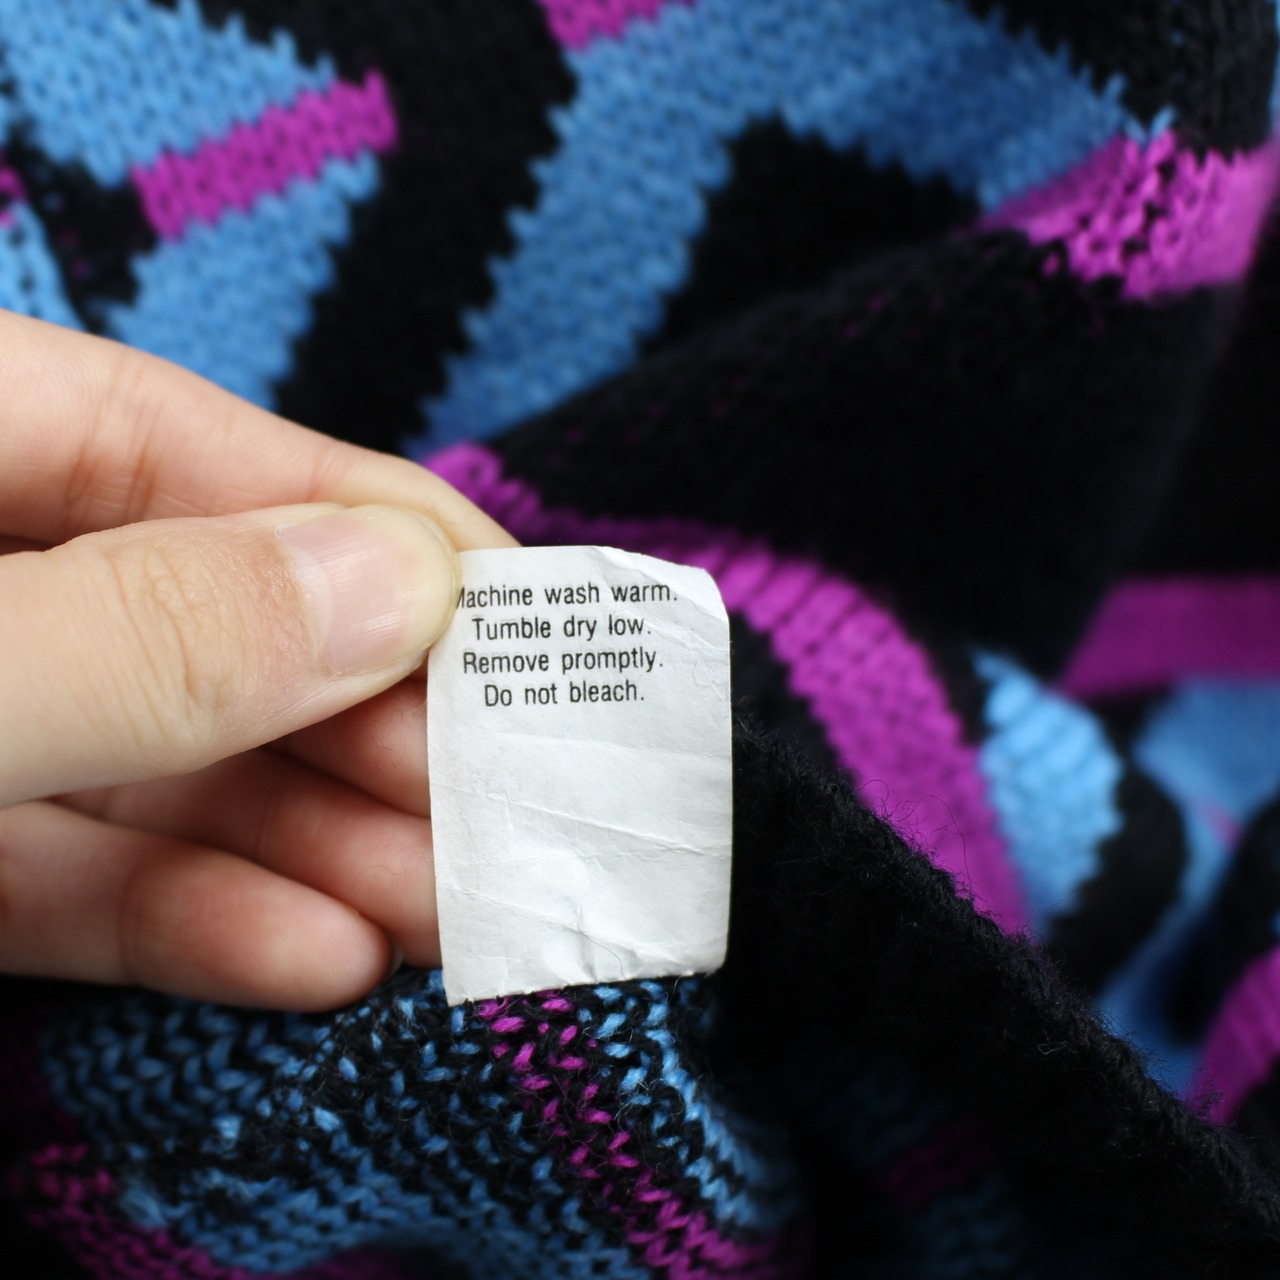 Machine wash warm.
Tumble dry low.
Remove promptly.
Do not bleach.